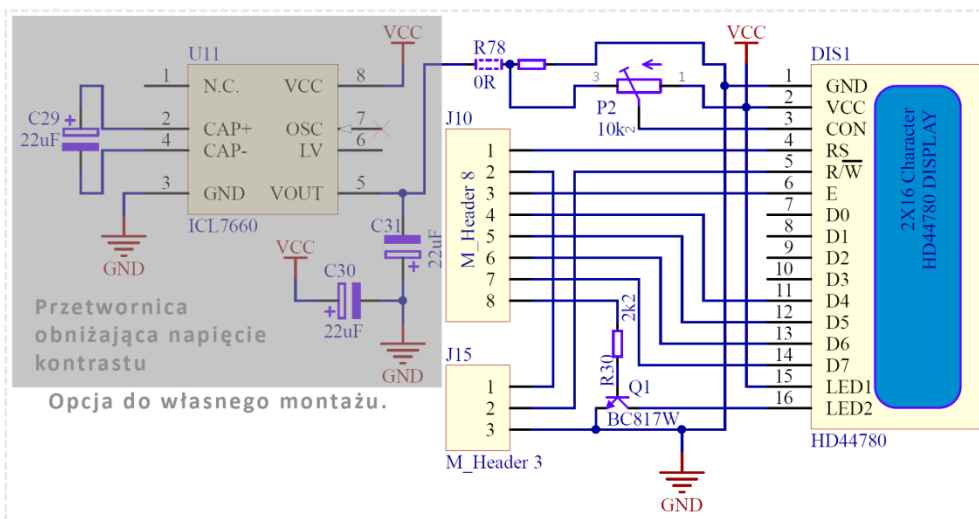 VCC
U11
1 N.C. VCC 8
2 CAP+ OSC 7
4 CAP- LV 6
3 GND VOUT 5
ICL7660
C29
22uF
GND
C31
22uF
VCC
C30
22uF
GND
Przetwornica
obniżająca napięcie
kontrastu
Opcja do własnego montażu.
R78
0R
3 1
P2
10k
2
J10
1
2
3
4
5
6
7
8
M_Header 8
J15
1
2
3
M_Header 3
2k2
R30
Q1
BC817W
GND
VCC
DIS1
1 GND
2 VCC
3 CON
4 RS
5 R/W
6 E
7 D0
8 D1
9 D2
10 D3
11 D4
12 D5
13 D6
14 D7
15 LED1
16 LED2
2X16 Character
HD44780 DISPLAY
HD44780